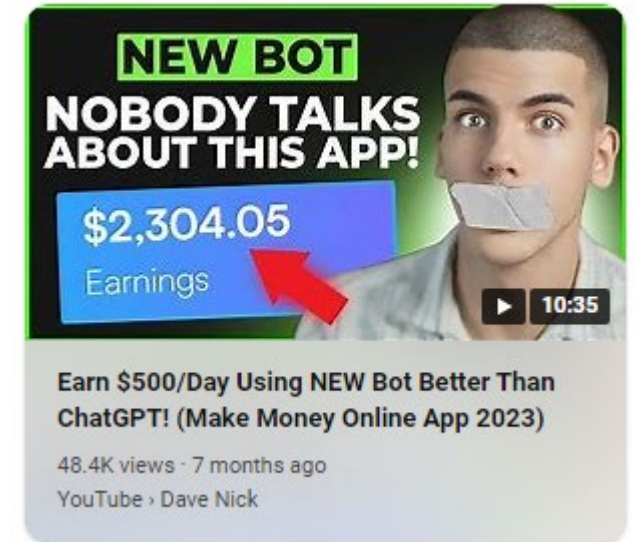 NEW BOT
NOBODY TALKS
ABOUT THIS APP!
$2,304.05
Earnings
10:35
Earn $500/Day Using NEW Bot Better Than
ChatGPT! (Make Money Online App 2023)
48.4K views · 7 months ago
YouTube › Dave Nick